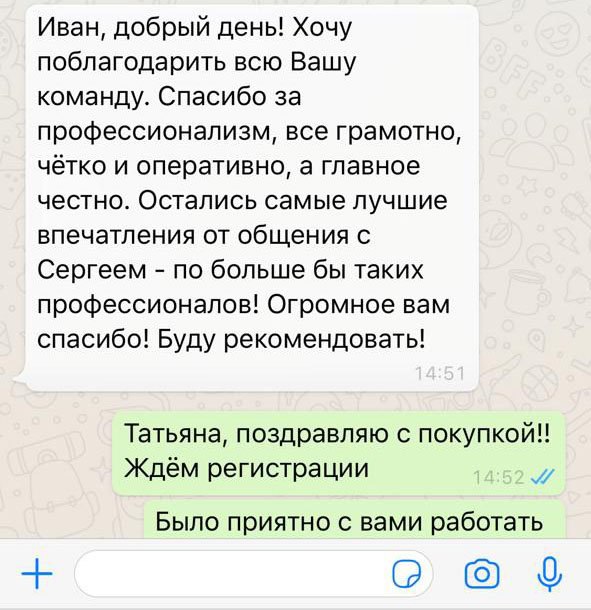 Иван, добрый день! Хочу
поблагодарить всю Вашу
команду. Спасибо за
профессионализм, все грамотно,
чётко и оперативно, а главное
честно. Остались самые лучшие
впечатления от общения с
Сергеем - по больше бы таких
профессионалов! Огромное вам
спасибо! Буду рекомендовать!
14:51
Татьяна, поздравляю с покупкой!!
Ждём регистрации
14:52
Было приятно с вами работать